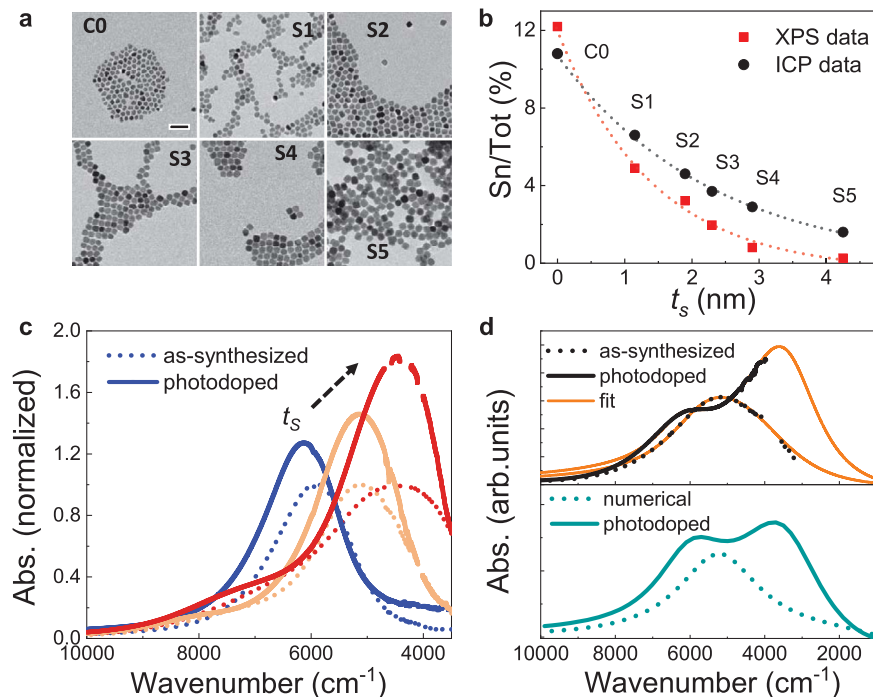 a
C0
S1
S2
S3
S4
S5
b
Sn/Tot (%)
12
8
4
0
XPS data
ICP data
C0
S1
S2
S3
S4
S5
0 1 2 3 4
ts (nm)
c
Abs. (normalized)
2.0
1.6
1.2
0.8
0.4
0.0
as-synthesized
photodoped
tS
10000 8000 6000 4000
Wavenumber (cm⁻¹)
d
Abs. (arb.units)
as-synthesized
photodoped
fit
numerical
photodoped
10000 8000 6000 4000 2000
Wavenumber (cm⁻¹)